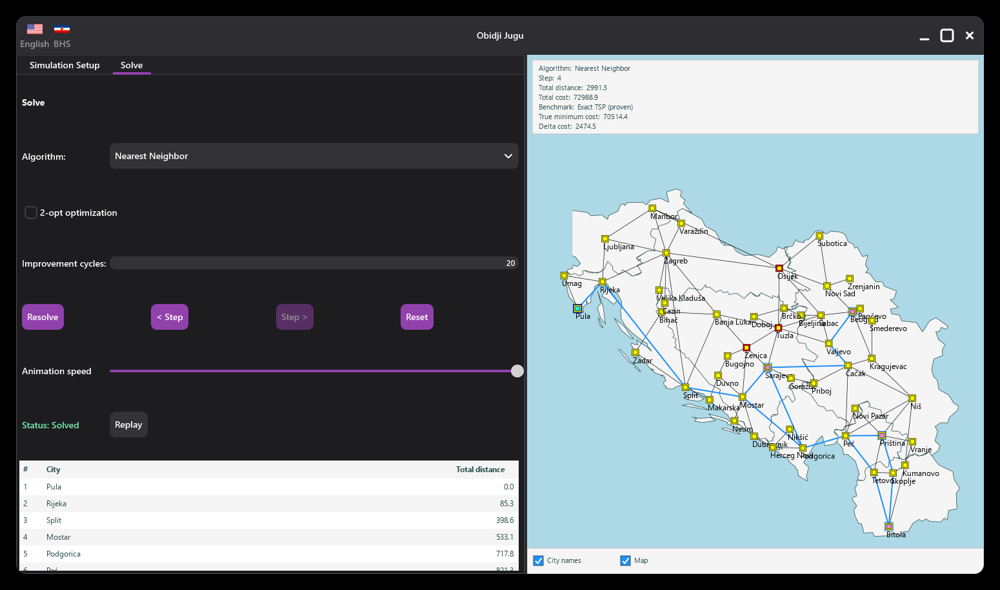 English BHS
Obidji Jugu
Simulation Setup Solve
Solve
Algorithm: Nearest Neighbor
2-opt optimization
Improvement cycles: 20
Resolve < Step Step > Reset
Animation speed
Status: Solved Replay
# City Total distance
1 Pula 0.0
2 Rijeka 85.3
3 Split 398.6
4 Mostar 533.1
5 Podgorica 717.8
Algorithm: Nearest Neighbor
Step: 4
Total distance: 2991.3
Total cost: 72988.9
Benchmark: Exact TSP (proven)
True minimum cost: 70514.4
Delta cost: 2474.5
Maribor
Varaždin
Ljubljana
Subotica
Zagreb
Osijek
Umag
Rijeka
Zrenjanin
Novi Sad
Velika Kladuša
Cazin
Bihać
Pula
Banja Luka
Doboj
Brčko
Bijeljina
Šabac
Pančevo
Smederevo
Tuzla
Valjevo
Zenica
Zadar
Bugojno
Kragujevac
Čačak
Sarajevo
Duvno
Goražde
Priboj
Split
Makarska
Mostar
Niš
Novi Pazar
Neum
Nikšić
Dubrovnik
Peć
Priština
Vranje
Herceg Novi
Podgorica
Kumanovo
Tetovo
Skoplje
Bitola
City names Map